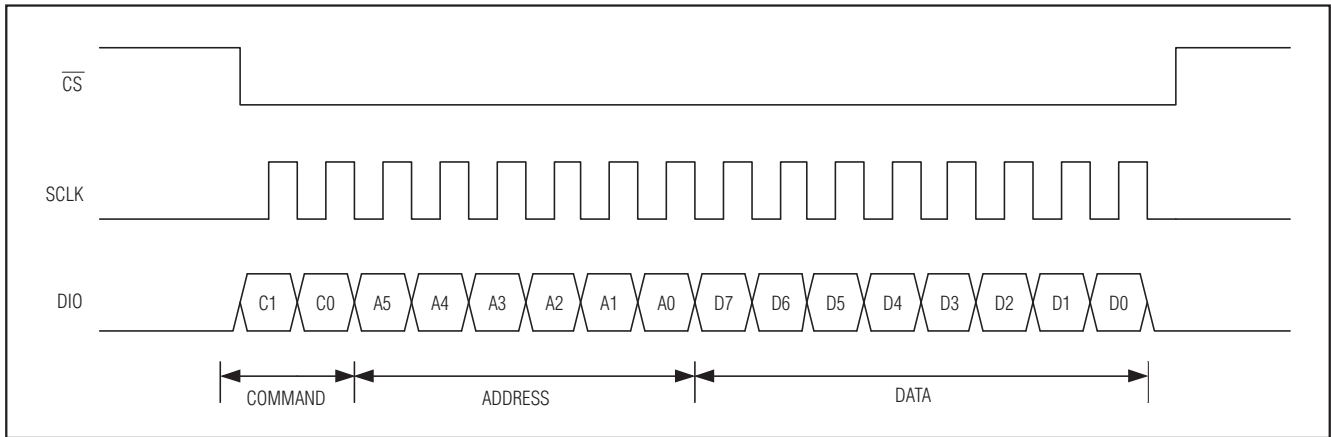 C̅S̅
SCLK
DIO
C1 C0 A5 A4 A3 A2 A1 A0 D7 D6 D5 D4 D3 D2 D1 D0
COMMAND ADDRESS DATA